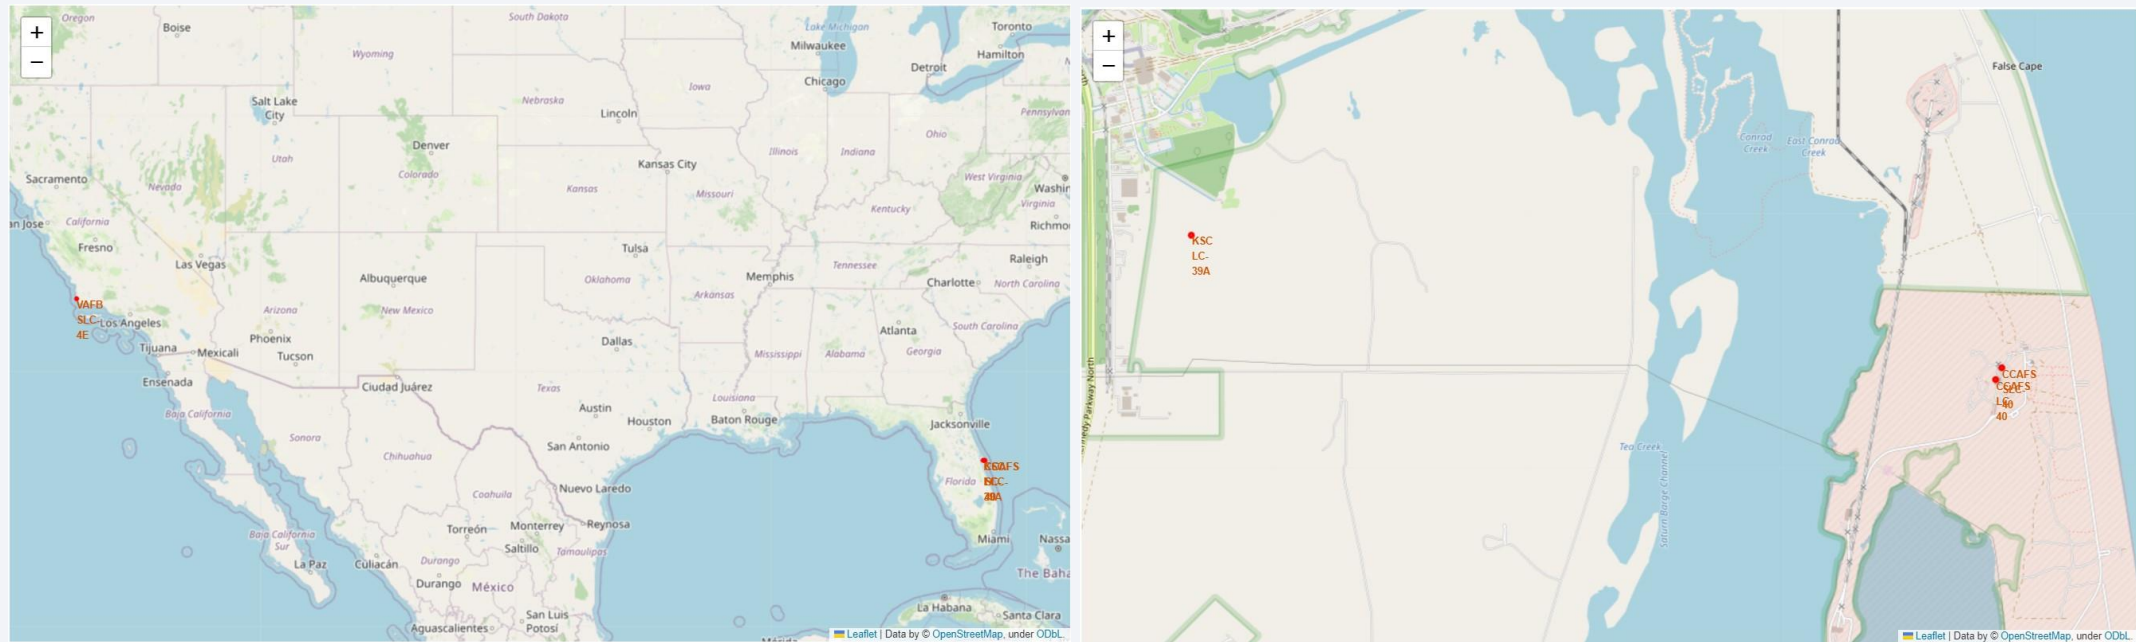 +
−
Oregon
Boise
South Dakota
Lake Michigan
Toronto
Wyoming
Milwaukee
Hamilton
Detroit
Chicago
Iowa
Salt Lake
City
Nebraska
Lincoln
Pennsylvan
Ohio
Denver
Utah
Illinois
Indiana
Kansas City
Colorado
Sacramento
Nevada
Kansas
Missouri
West Virginia
Washin
Virginia
an Jose
California
Kentucky
Richmo
Fresno
Tulsa
Las Vegas
Raleigh
Albuquerque
Oklahoma
Memphis
Tennessee
Charlotte
North Carolina
Arkansas
VAFB
SLC-
4E
Los Angeles
Arizona
New Mexico
South Carolina
Phoenix
Atlanta
Tijuana
Mexicali
Tucson
Dallas
Mississippi
Alabama
Georgia
Ensenada
Ciudad Juárez
Texas
Louisiana
Baja California
Austin
Houston
Baton Rouge
Jacksonville
Sonora
San Antonio
Chihuahua
Florida
Coahuila
Nuevo Laredo
Torreón
Monterrey
Reynosa
Baja California
Sur
Saltillo
Tamaulipas
Miami
Nassa
La Paz
Culiacán
Durango
Durango
México
The Baha
La Habana
Santa Clara
San Luis
Potosí
Aguascalientes
Leaflet | Data by © OpenStreetMap, under ODbL.
+
−
False Cape
Conrad
Creek
East Conrad
Creek
KSC
LC-
39A
CCAFS
CCAFS
SLC-
LC-
40
40
Tea Creek
Saturn Barge Channel
nnedy Parkway North
Leaflet | Data by © OpenStreetMap, under ODbL.